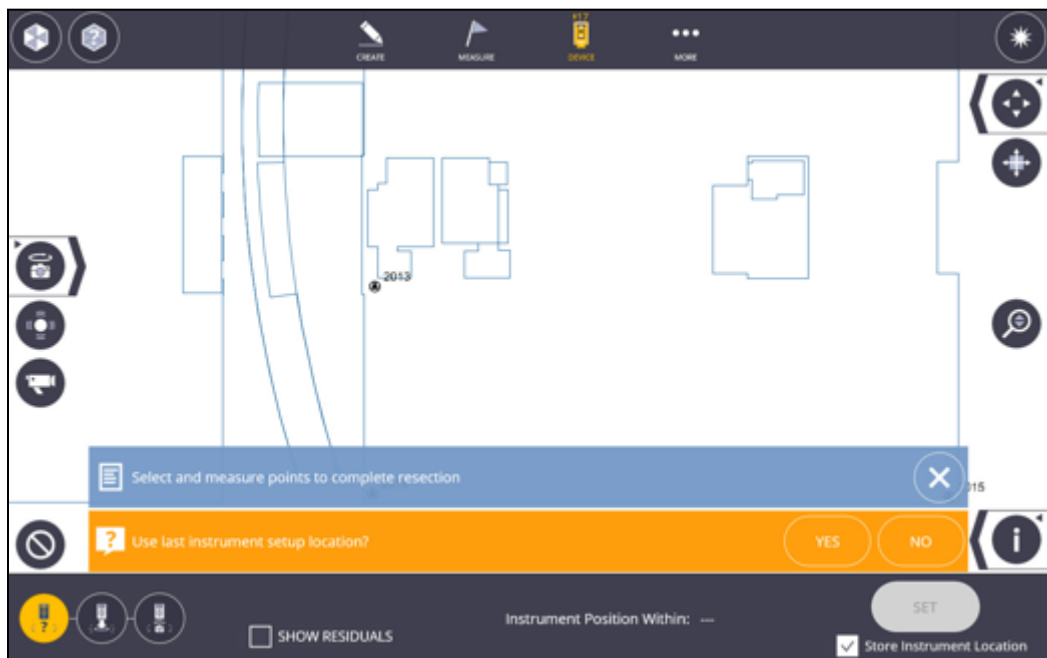 X17
CREATE
MEASURE
DEVICE
MORE
2013
Select and measure points to complete resection
015
Use last instrument setup location?
YES
NO
SHOW RESIDUALS
Instrument Position Within: ---
SET
Store Instrument Location